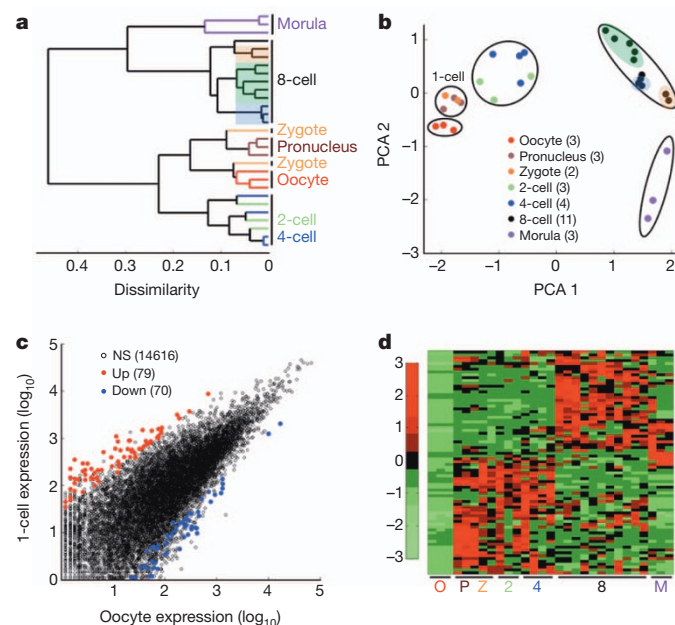 a
Morula
8-cell
Zygote
Pronucleus
Zygote
Oocyte
2-cell
4-cell
0.4 0.3 0.2 0.1 0
Dissimilarity
b
1
0
−1
−2
−3
PCA 2
1-cell
Oocyte (3)
Pronucleus (3)
Zygote (2)
2-cell (3)
4-cell (4)
8-cell (11)
Morula (3)
−2 −1 0 1 2
PCA 1
c
5
4
3
2
1
0
1-cell expression (log10)
NS (14616)
Up (79)
Down (70)
1 2 3 4 5
Oocyte expression (log10)
d
3
2
1
0
−1
−2
−3
O P Z 2 4 8 M